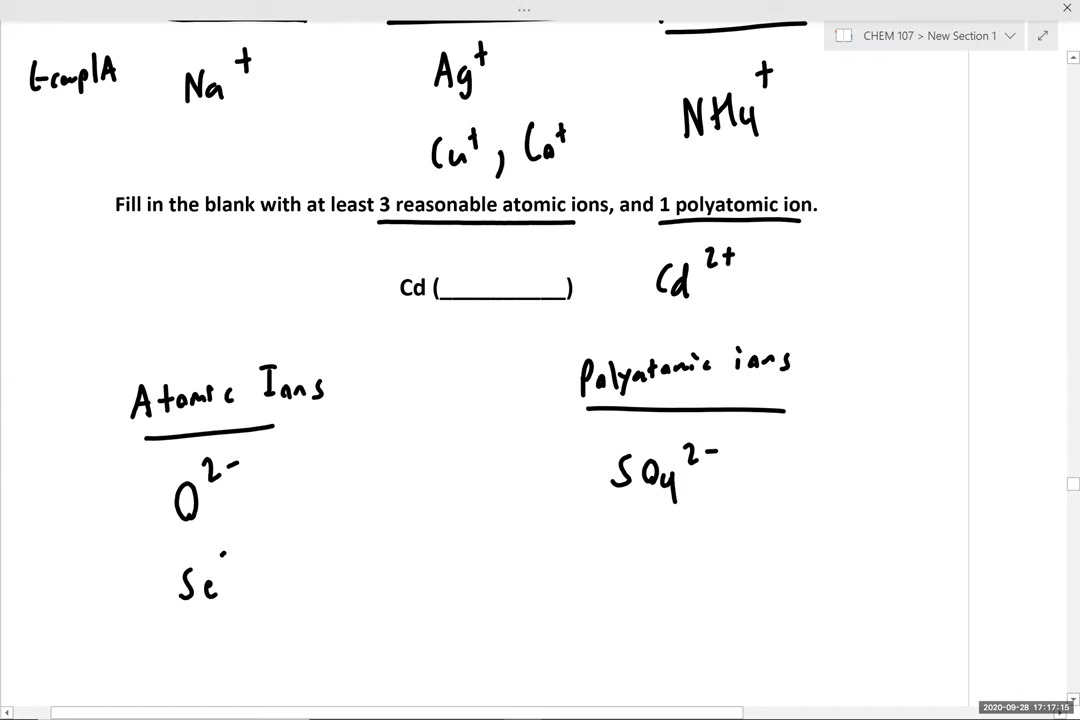 CHEM 107 > New Section 1
Na⁺ Ag⁺ NH₄⁺
Cu⁺, Co⁺
Fill in the blank with at least 3 reasonable atomic ions, and 1 polyatomic ion.
Cd (___________) Cd²⁺
Atomic Ions Polyatomic ions
O²⁻ SO₄²⁻
Se
2020-09-28 17:17:15